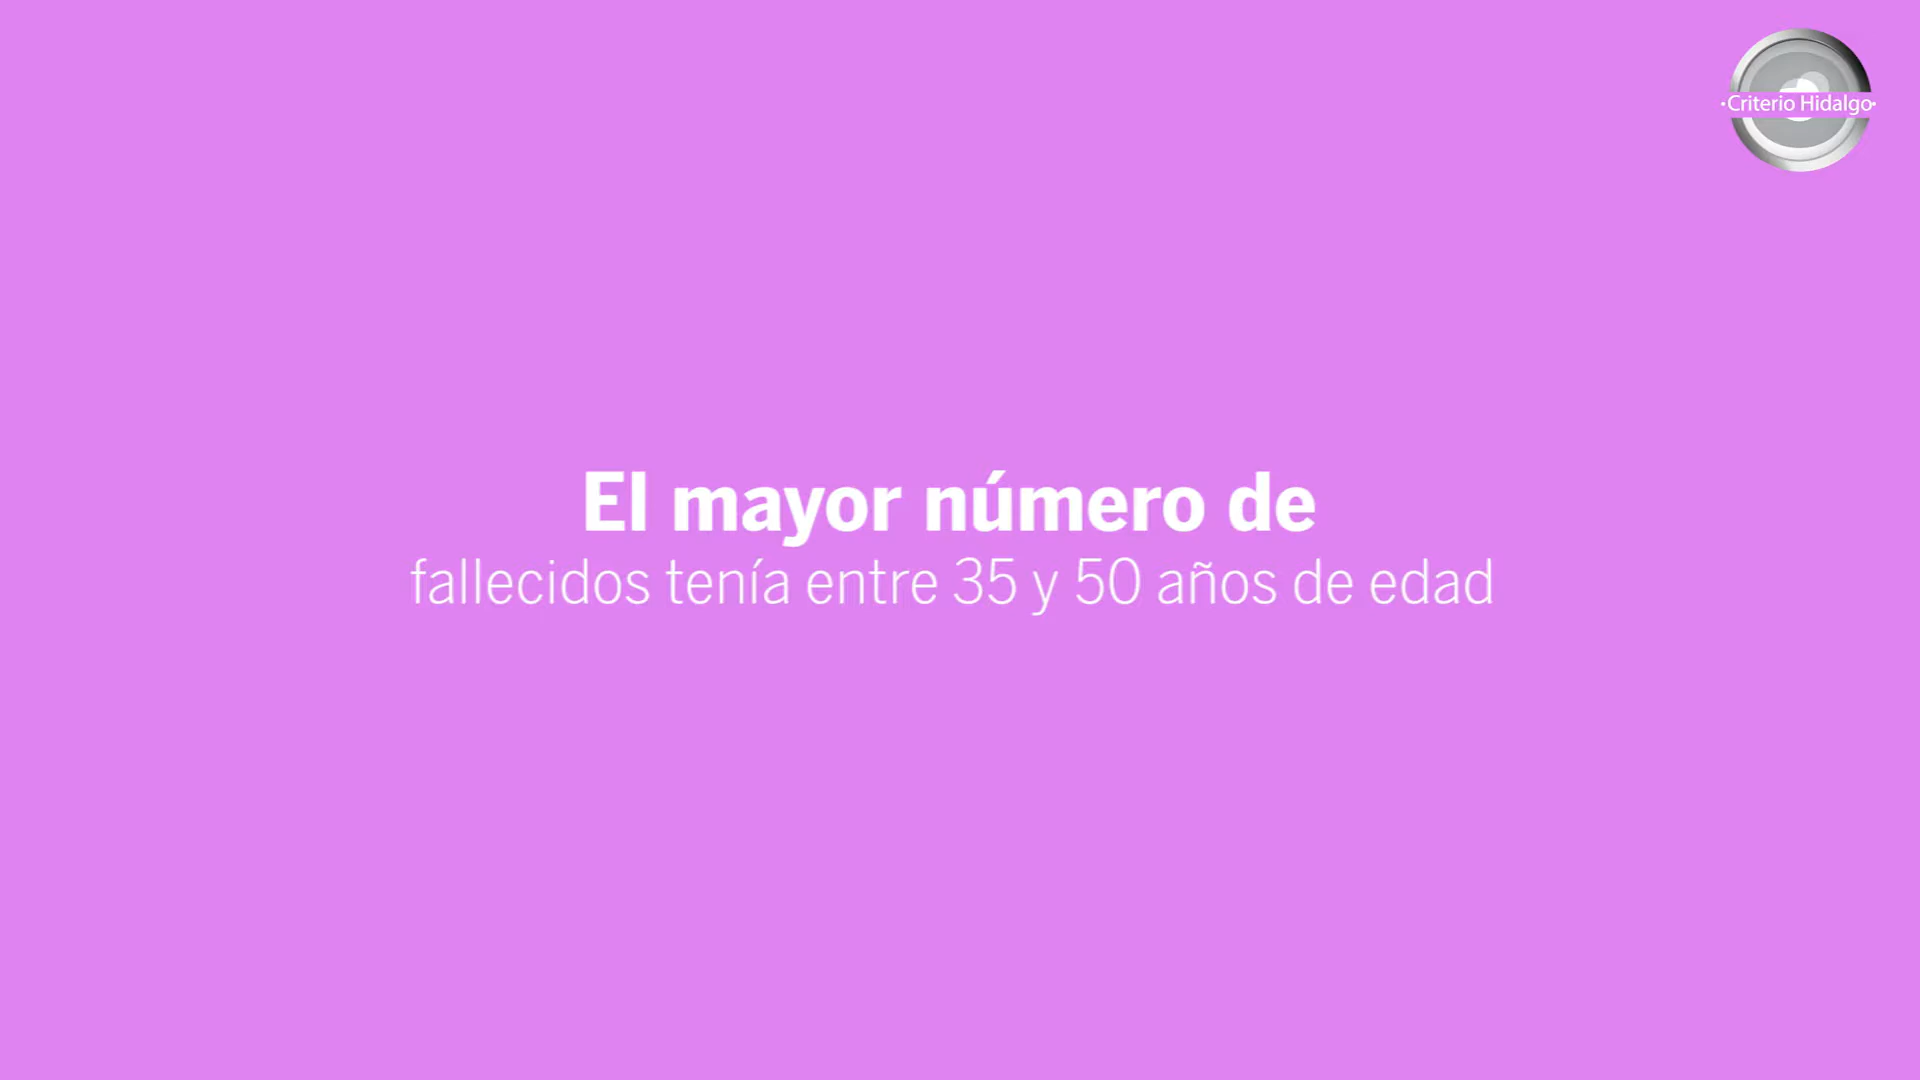 ·Criterio Hidalgo·
El mayor número de
fallecidos tenía entre 35 y 50 años de edad